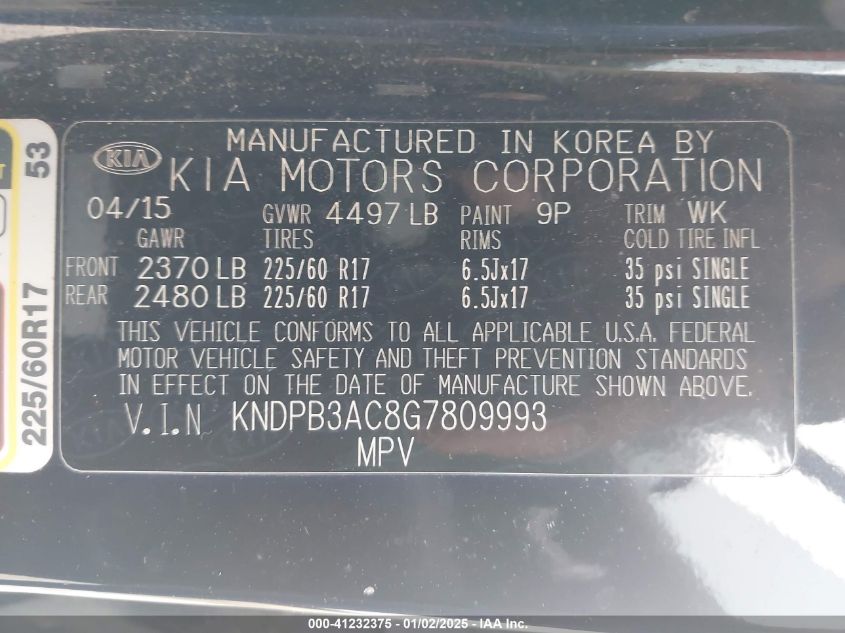 MANUFACTURED IN KOREA BY
KIA KIA MOTORS CORPORATION
04/15 GVWR 4497 LB PAINT 9P TRIM WK
GAWR TIRES RIMS COLD TIRE INFL
FRONT 2370 LB 225/60 R17 6.5Jx17 35 psi SINGLE
REAR 2480 LB 225/60 R17 6.5Jx17 35 psi SINGLE
THIS VEHICLE CONFORMS TO ALL APPLICABLE U.S.A. FEDERAL
MOTOR VEHICLE SAFETY AND THEFT PREVENTION STANDARDS
IN EFFECT ON THE DATE OF MANUFACTURE SHOWN ABOVE.
V.I.N KNDPB3AC8G7809993
MPV
225/60R17 53
000-41232375 - 01/02/2025 - IAA Inc.